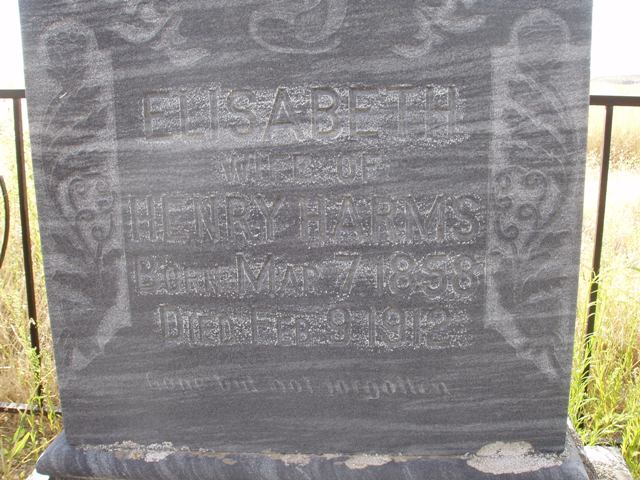 ELISABETH
WIFE OF
HENRY HARMS
BORN MAR. 7 1858
DIED FEB. 9 1912
Gone but not forgotten